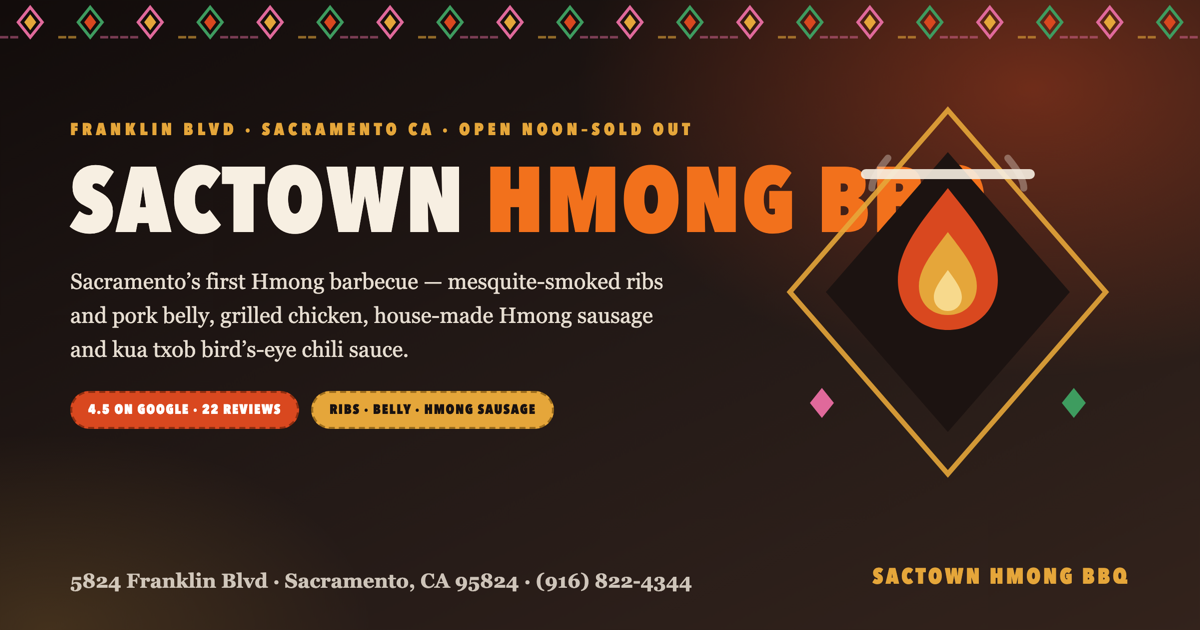 FRANKLIN BLVD · SACRAMENTO CA · OPEN NOON-SOLD OUT
SACTOWN HMONG
Sacramento’s first Hmong barbecue — mesquite-smoked ribs
and pork belly, grilled chicken, house-made Hmong sausage
and kua txob bird’s-eye chili sauce.
4.5 ON GOOGLE · 22 REVIEWS
RIBS · BELLY · HMONG SAUSAGE
5824 Franklin Blvd · Sacramento, CA 95824 · (916) 822-4344
SACTOWN HMONG BBQ